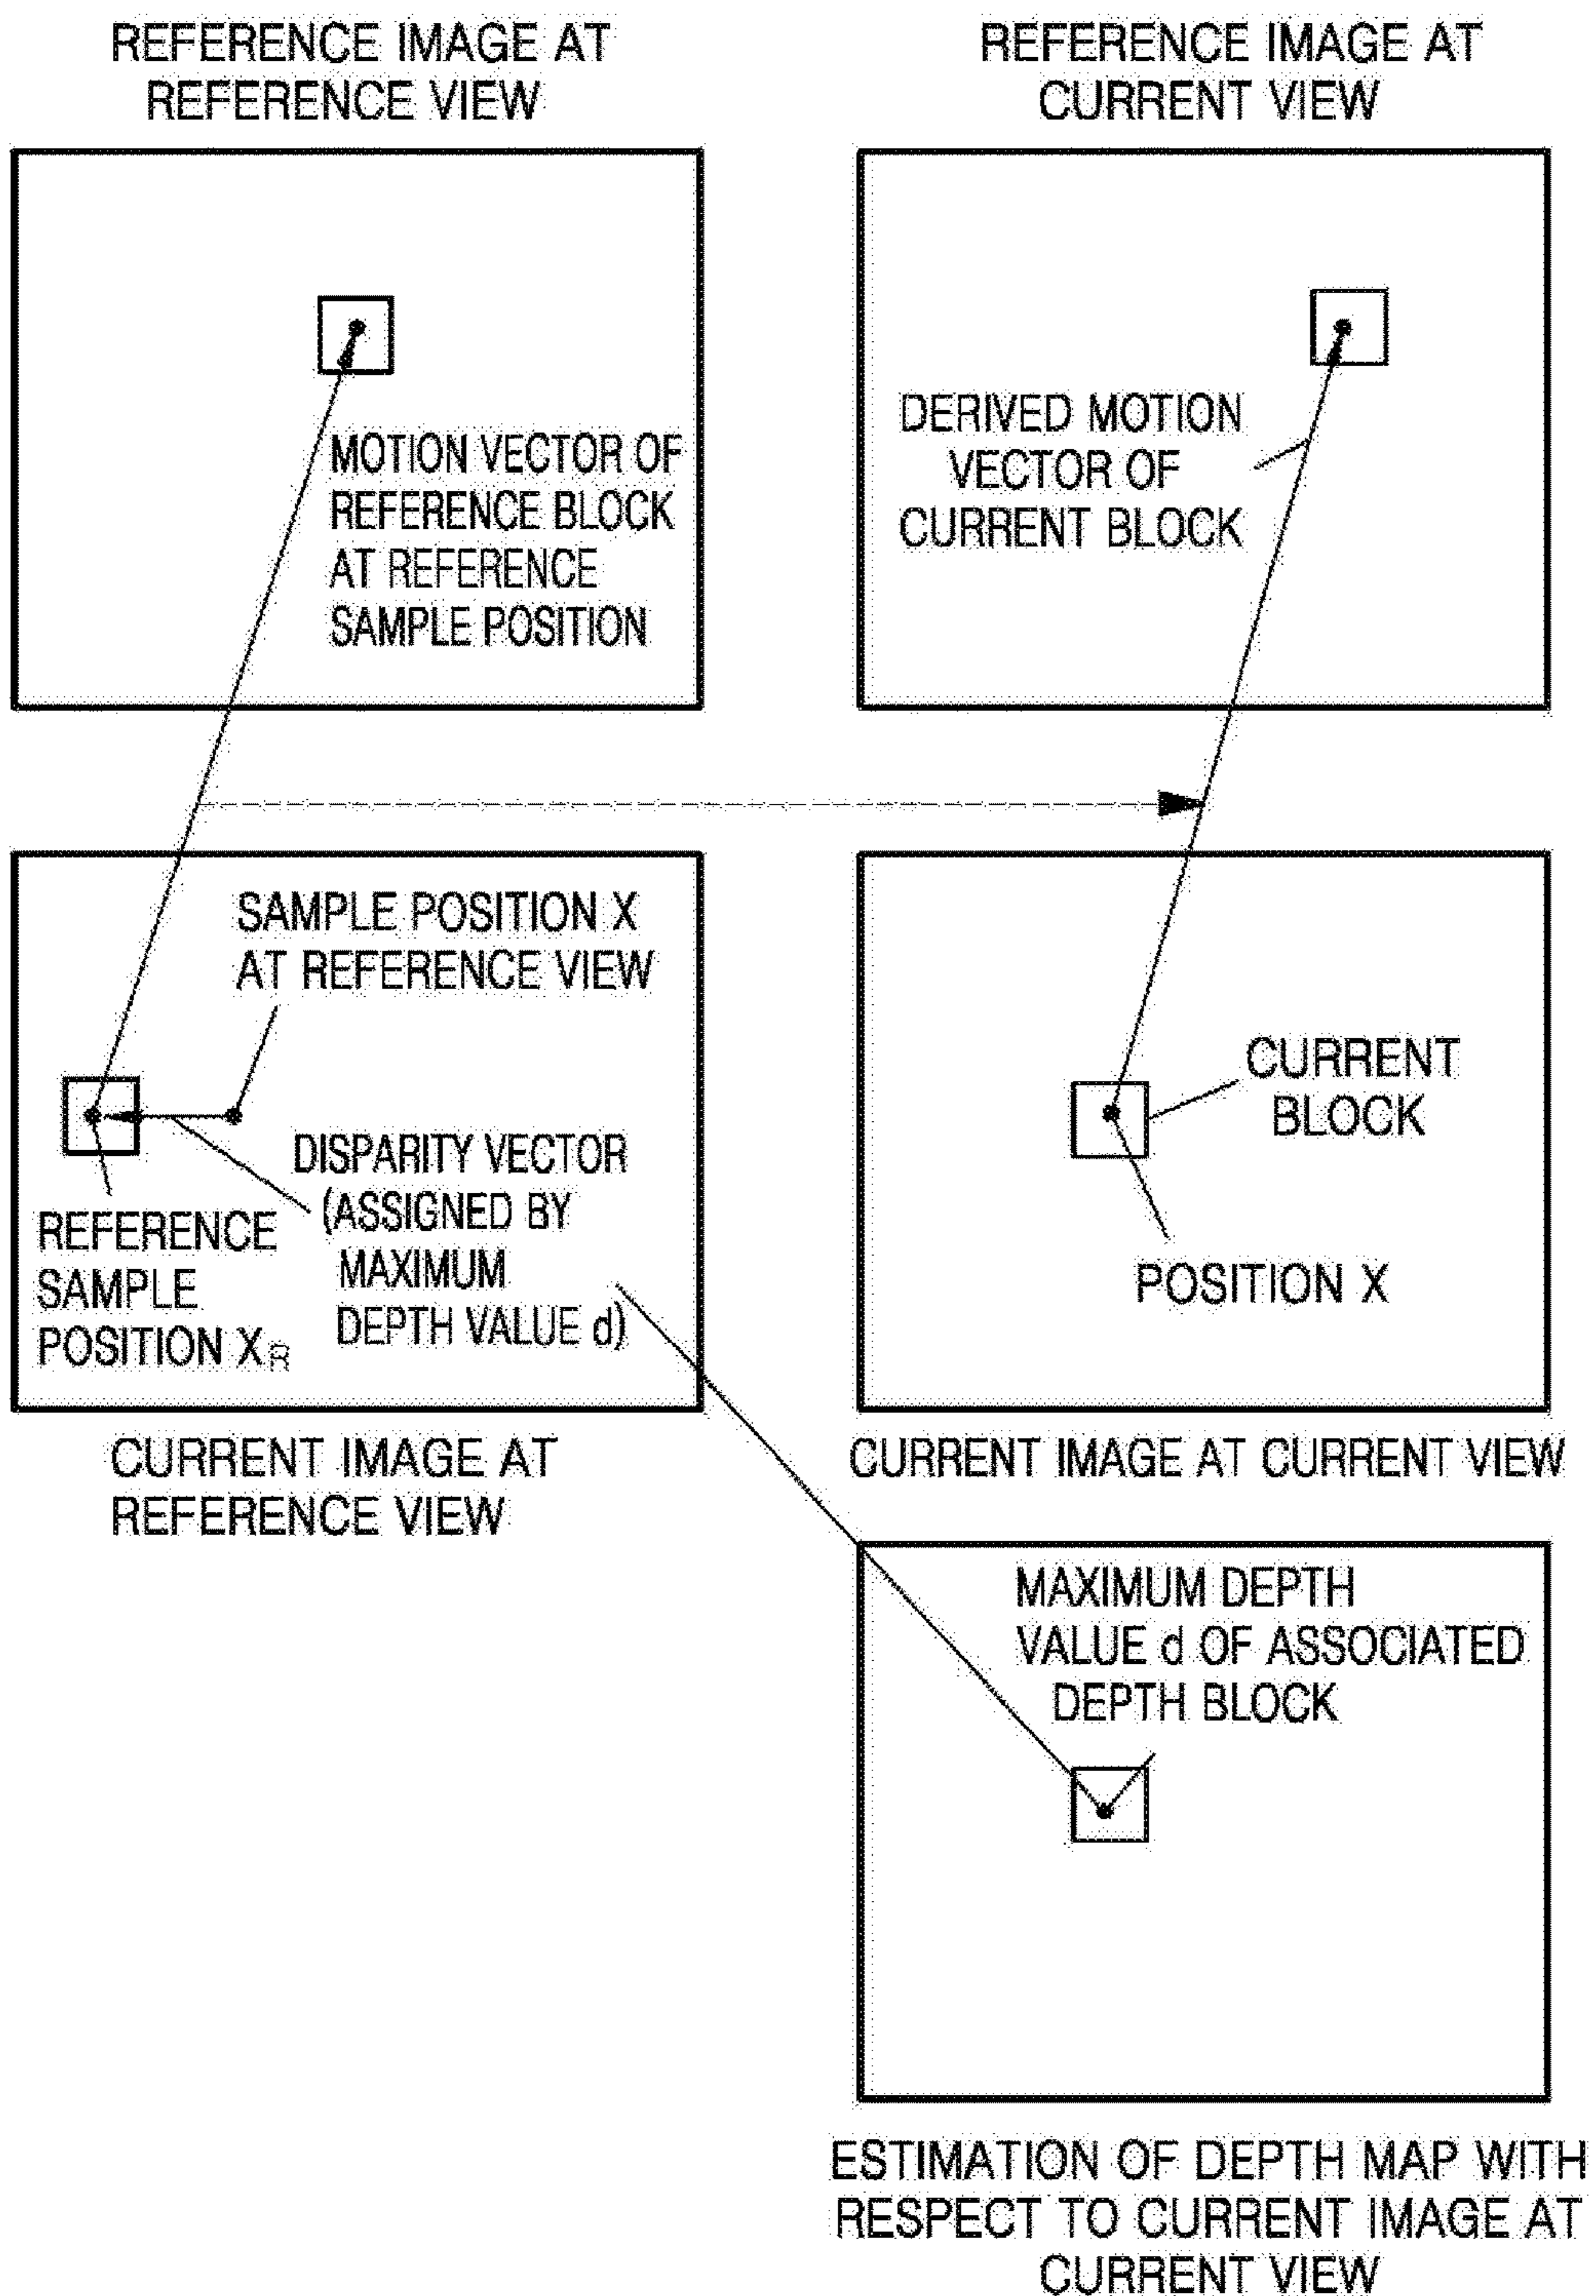 REFERENCE IMAGE AT
REFERENCE VIEW
REFERENCE IMAGE AT
CURRENT VIEW
MOTION VECTOR OF
REFERENCE BLOCK
AT REFERENCE
SAMPLE POSITION
DERIVED MOTION
VECTOR OF
CURRENT BLOCK
SAMPLE POSITION X
AT REFERENCE VIEW
DISPARITY VECTOR
(ASSIGNED BY
MAXIMUM
DEPTH VALUE d)
REFERENCE
SAMPLE
POSITION XR
CURRENT
BLOCK
POSITION X
CURRENT IMAGE AT
REFERENCE VIEW
CURRENT IMAGE AT CURRENT VIEW
MAXIMUM DEPTH
VALUE d OF ASSOCIATED
DEPTH BLOCK
ESTIMATION OF DEPTH MAP WITH
RESPECT TO CURRENT IMAGE AT
CURRENT VIEW